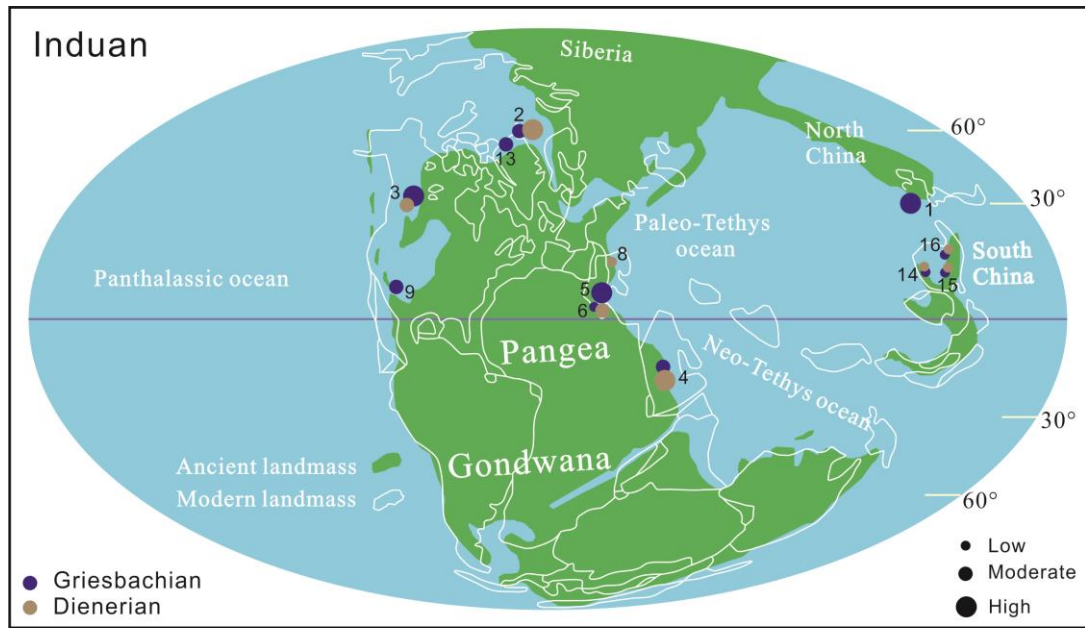 Induan
Siberia
60°
2
13
North
China
3
30°
1
Paleo-Tethys
ocean
8
16
South
China
14
15
Panthalassic ocean
9
5
6
Pangea
Neo-Tethys ocean
4
30°
Gondwana
Ancient landmass
Modern landmass
60°
Low
Moderate
High
Griesbachian
Dienerian